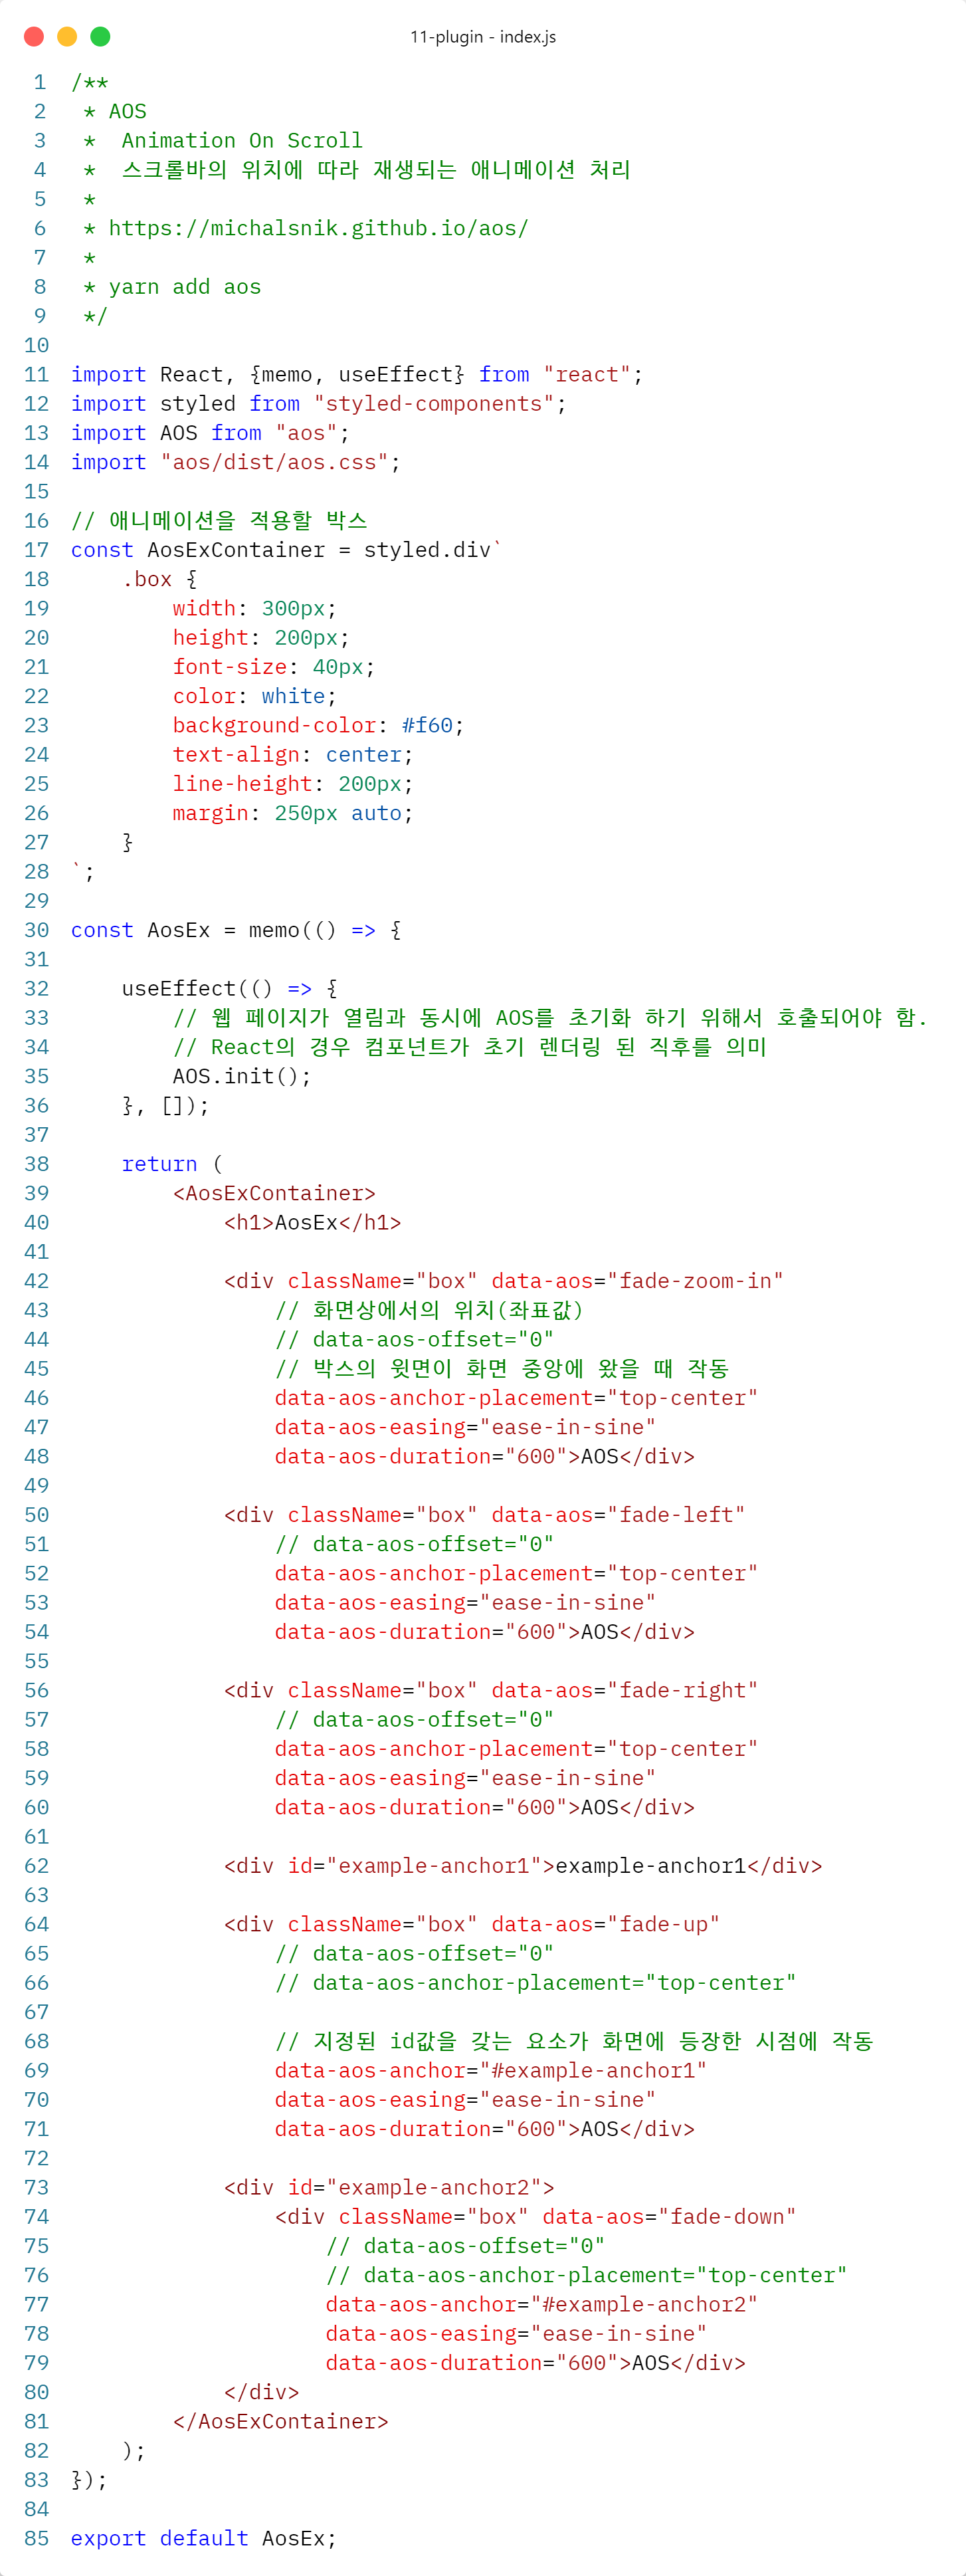 11-plugin - index.js
1 /**
2  * AOS
3  *  Animation On Scroll
4  *  스크롤바의 위치에 따라 재생되는 애니메이션 처리
5  *
6  * https://michalsnik.github.io/aos/
7  *
8  * yarn add aos
9  */
10
11 import React, {memo, useEffect} from "react";
12 import styled from "styled-components";
13 import AOS from "aos";
14 import "aos/dist/aos.css";
15
16 // 애니메이션을 적용할 박스
17 const AosExContainer = styled.div`
18     .box {
19         width: 300px;
20         height: 200px;
21         font-size: 40px;
22         color: white;
23         background-color: #f60;
24         text-align: center;
25         line-height: 200px;
26         margin: 250px auto;
27     }
28 `;
29
30 const AosEx = memo(() => {
31
32     useEffect(() => {
33         // 웹 페이지가 열림과 동시에 AOS를 초기화 하기 위해서 호출되어야 함.
34         // React의 경우 컴포넌트가 초기 렌더링 된 직후를 의미
35         AOS.init();
36     }, []);
37
38     return (
39         <AosExContainer>
40             <h1>AosEx</h1>
41
42             <div className="box" data-aos="fade-zoom-in"
43                 // 화면상에서의 위치(좌표값)
44                 // data-aos-offset="0"
45                 // 박스의 윗면이 화면 중앙에 왔을 때 작동
46                 data-aos-anchor-placement="top-center"
47                 data-aos-easing="ease-in-sine"
48                 data-aos-duration="600">AOS</div>
49
50             <div className="box" data-aos="fade-left"
51                 // data-aos-offset="0"
52                 data-aos-anchor-placement="top-center"
53                 data-aos-easing="ease-in-sine"
54                 data-aos-duration="600">AOS</div>
55
56             <div className="box" data-aos="fade-right"
57                 // data-aos-offset="0"
58                 data-aos-anchor-placement="top-center"
59                 data-aos-easing="ease-in-sine"
60                 data-aos-duration="600">AOS</div>
61
62             <div id="example-anchor1">example-anchor1</div>
63
64             <div className="box" data-aos="fade-up"
65                 // data-aos-offset="0"
66                 // data-aos-anchor-placement="top-center"
67
68                 // 지정된 id값을 갖는 요소가 화면에 등장한 시점에 작동
69                 data-aos-anchor="#example-anchor1"
70                 data-aos-easing="ease-in-sine"
71                 data-aos-duration="600">AOS</div>
72
73             <div id="example-anchor2">
74                 <div className="box" data-aos="fade-down"
75                     // data-aos-offset="0"
76                     // data-aos-anchor-placement="top-center"
77                     data-aos-anchor="#example-anchor2"
78                     data-aos-easing="ease-in-sine"
79                     data-aos-duration="600">AOS</div>
80             </div>
81         </AosExContainer>
82     );
83 });
84
85 export default AosEx;